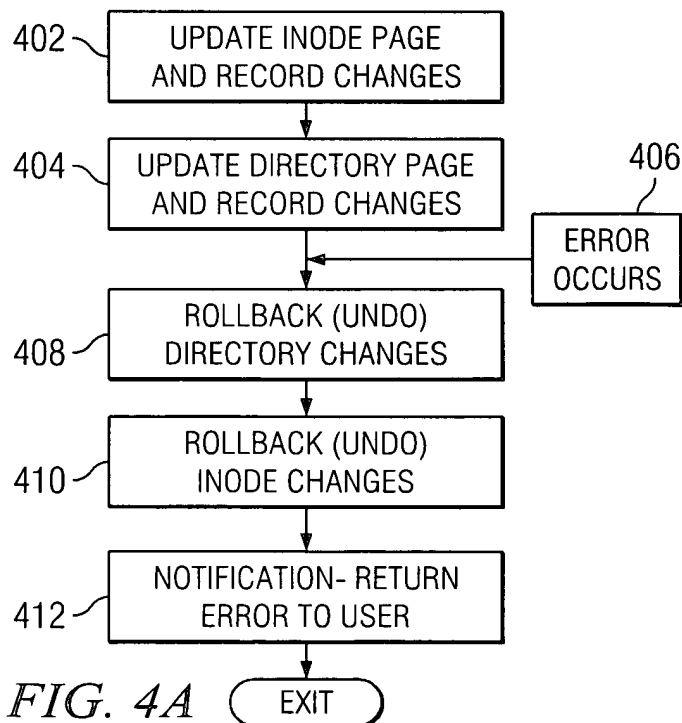 402
UPDATE INODE PAGE
AND RECORD CHANGES
404
UPDATE DIRECTORY PAGE
AND RECORD CHANGES
406
ERROR
OCCURS
408
ROLLBACK (UNDO)
DIRECTORY CHANGES
410
ROLLBACK (UNDO)
INODE CHANGES
412
NOTIFICATION- RETURN
ERROR TO USER
FIG. 4A
EXIT